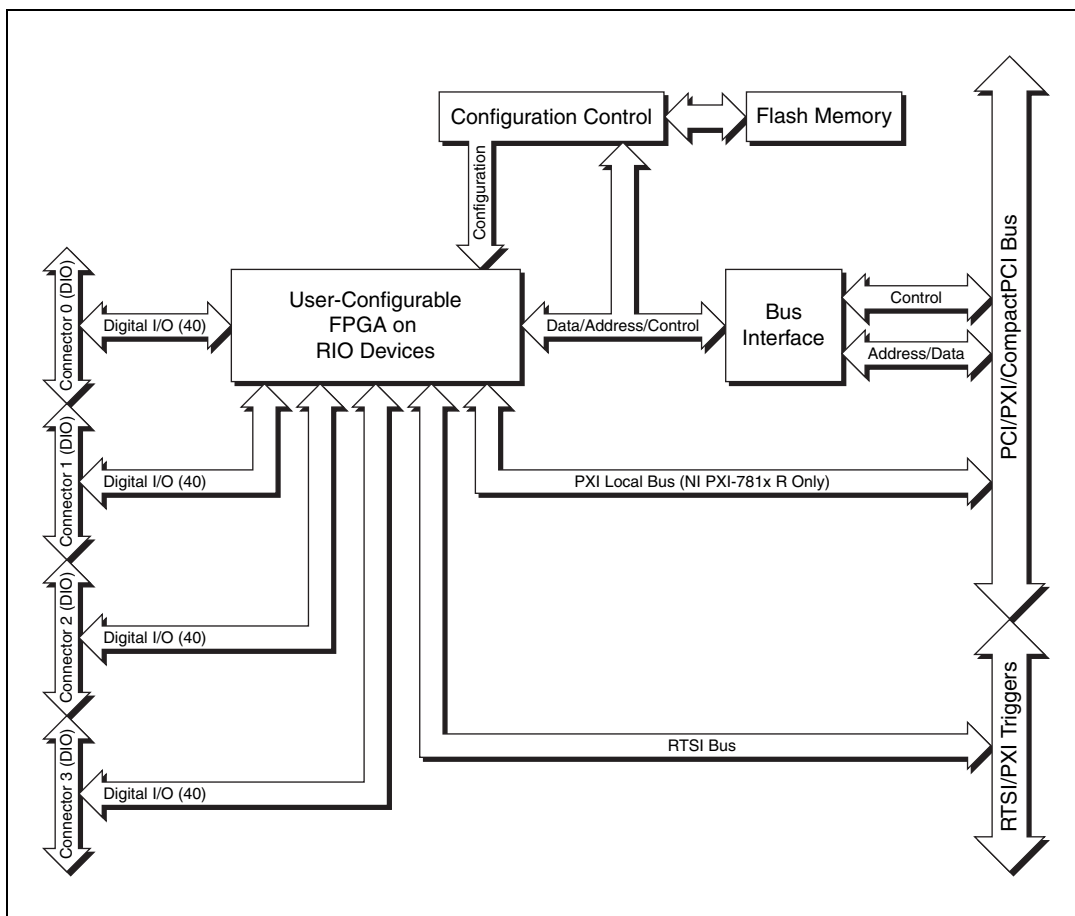 Configuration Control
Flash Memory
Configuration
PCI/PXI/CompactPCI Bus
Connector 0 (DIO)
Digital I/O (40)
User-Configurable
FPGA on
RIO Devices
Data/Address/Control
Bus
Interface
Control
Address/Data
Connector 1 (DIO)
Digital I/O (40)
PXI Local Bus (NI PXI-781x R Only)
Connector 2 (DIO)
Digital I/O (40)
RTSI/PXI Triggers
RTSI Bus
Connector 3 (DIO)
Digital I/O (40)